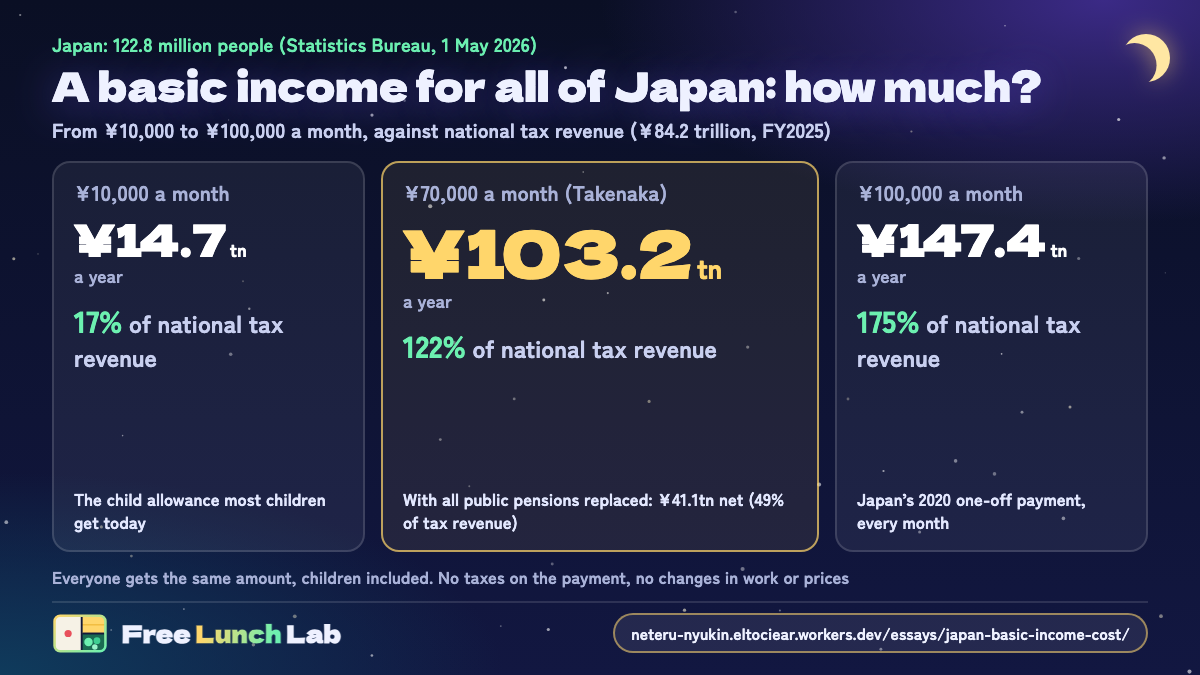 Japan: 122.8 million people (Statistics Bureau, 1 May 2026)
A basic income for all of Japan: how much?
From ¥10,000 to ¥100,000 a month, against national tax revenue (¥84.2 trillion, FY2025)
¥10,000 a month
¥14.7 tn
a year
17% of national tax
revenue
The child allowance most children
get today
¥70,000 a month (Takenaka)
¥103.2 tn
a year
122% of national tax revenue
With all public pensions replaced: ¥41.1tn net (49%
of tax revenue)
¥100,000 a month
¥147.4 tn
a year
175% of national tax
revenue
Japan’s 2020 one-off payment,
every month
Everyone gets the same amount, children included. No taxes on the payment, no changes in work or prices
Free Lunch Lab
neteru-nyukin.eltociear.workers.dev/essays/japan-basic-income-cost/